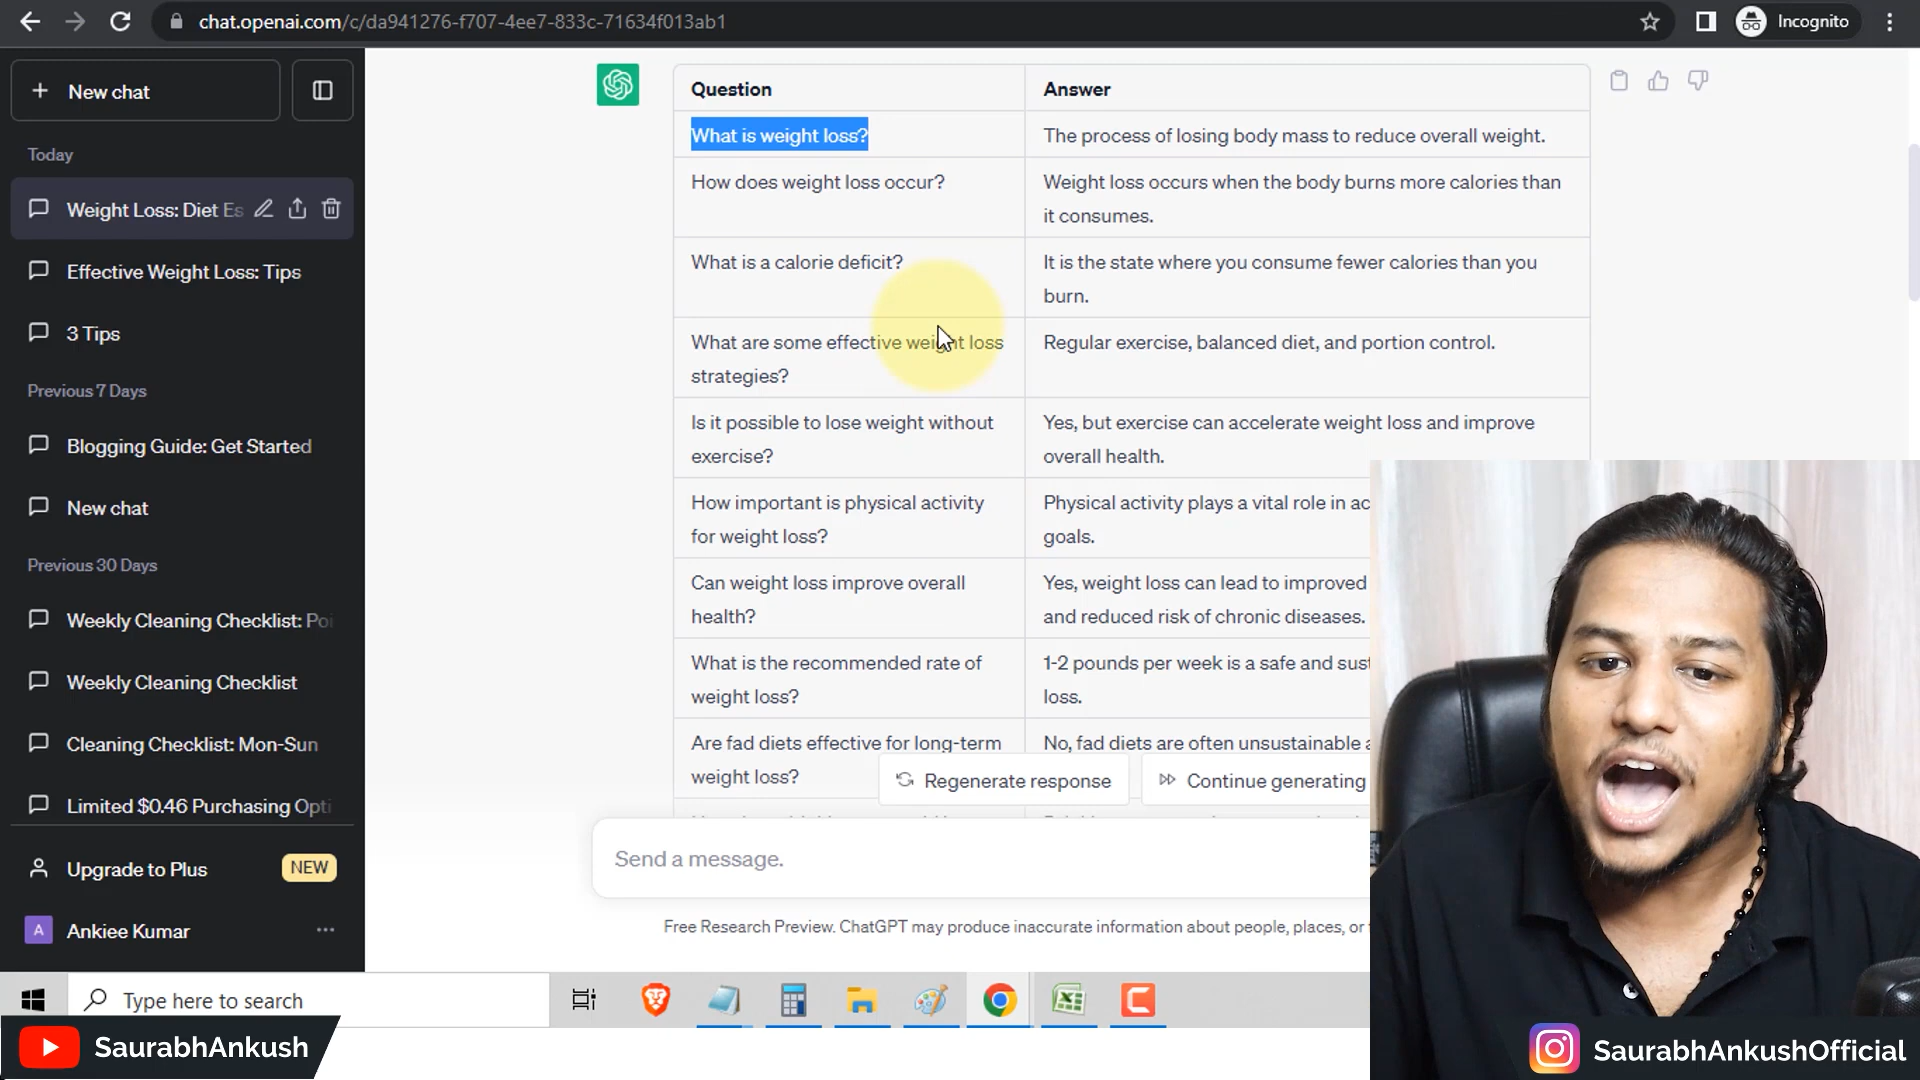 chat.openai.com/c/da941276-f707-4ee7-833c-71634f013ab1
Incognito
New chat
Today
Weight Loss: Diet Es
Effective Weight Loss: Tips
3 Tips
Previous 7 Days
Blogging Guide: Get Started
New chat
Previous 30 Days
Weekly Cleaning Checklist: Poi
Weekly Cleaning Checklist
Cleaning Checklist: Mon-Sun
Limited $0.46 Purchasing Opti
Upgrade to Plus NEW
A Ankiee Kumar
Question Answer
What is weight loss? The process of losing body mass to reduce overall weight.
How does weight loss occur? Weight loss occurs when the body burns more calories than
it consumes.
What is a calorie deficit? It is the state where you consume fewer calories than you
burn.
What are some effective weight loss Regular exercise, balanced diet, and portion control.
strategies?
Is it possible to lose weight without Yes, but exercise can accelerate weight loss and improve
exercise? overall health.
How important is physical activity Physical activity plays a vital role in ac
for weight loss? goals.
Can weight loss improve overall Yes, weight loss can lead to improved
health? and reduced risk of chronic diseases.
What is the recommended rate of 1-2 pounds per week is a safe and sust
weight loss? loss.
Are fad diets effective for long-term No, fad diets are often unsustainable a
weight loss?
Regenerate response Continue generating
Send a message.
Free Research Preview. ChatGPT may produce inaccurate information about people, places, or
Type here to search
SaurabhAnkush
SaurabhAnkushOfficial